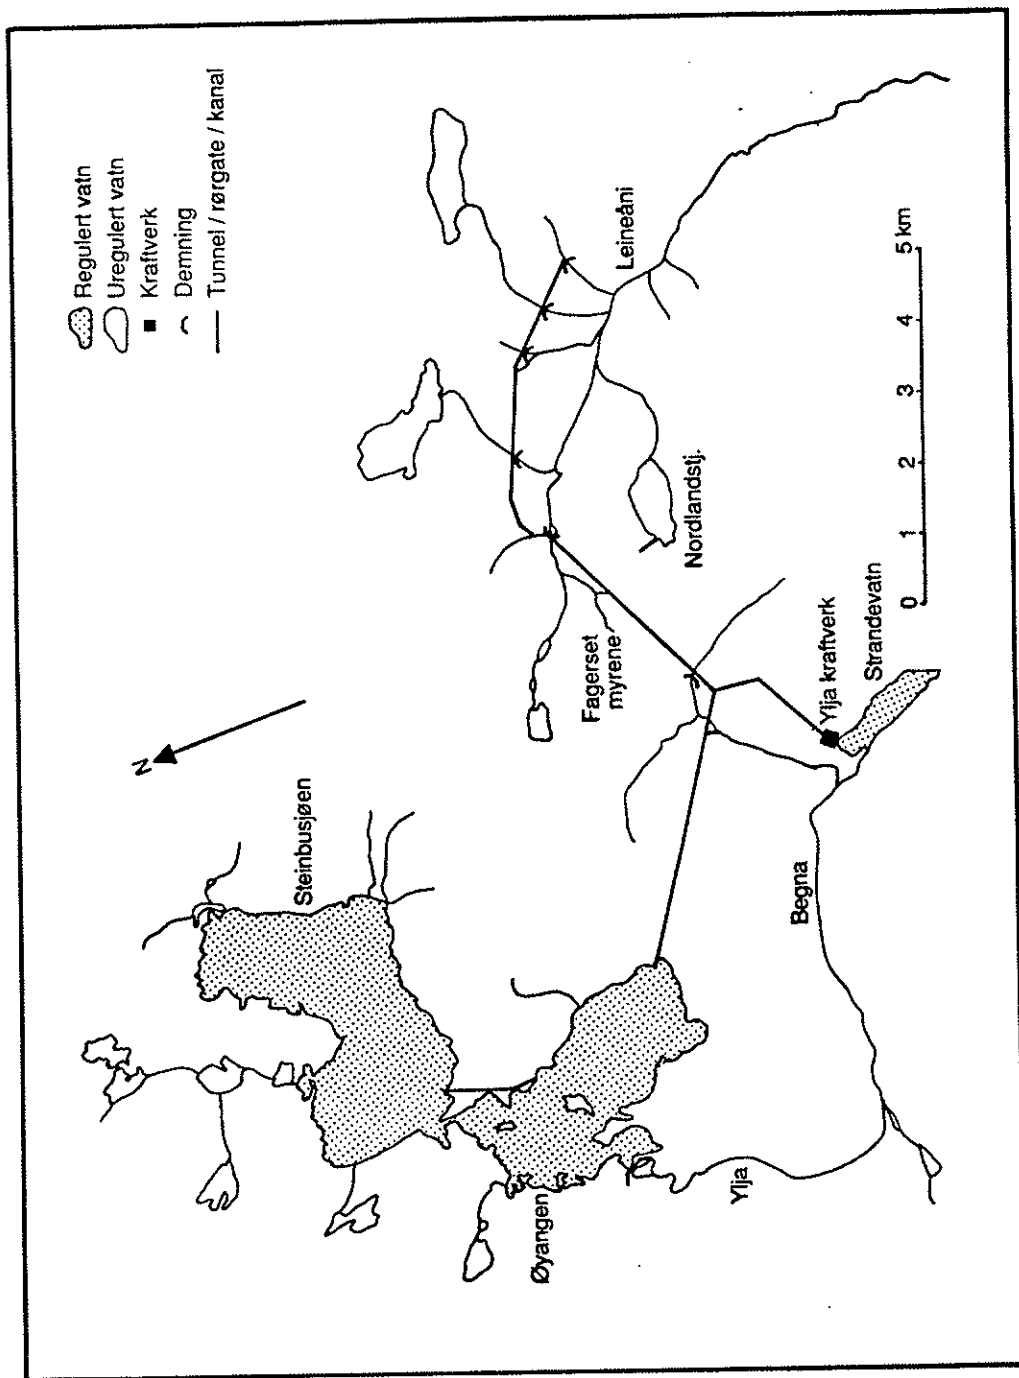 Regulert vatn
Uregulert vatn
Kraftverk
Demning
Tunnel / rørgate / kanal
N
Steinbusjøen
Øyangen
Ylja
Begna
Fagerset
myrene
Nordlandstj.
Leineåni
Ylja kraftverk
Strandevatn
0 1 2 3 4 5 km